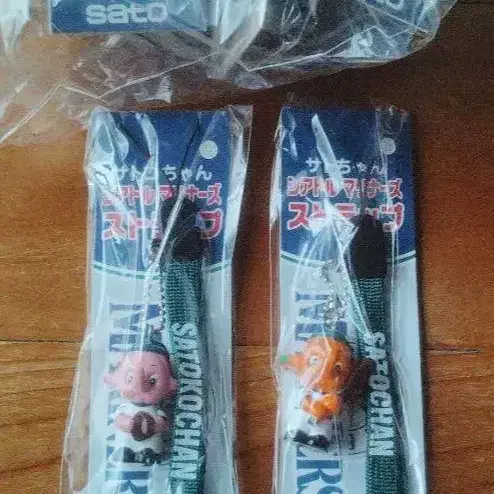 sato
サトコちゃん
シアトル・マリナーズ
ストラップ
SATOKOCHAN
サトちゃん
シアトル・マリナーズ
ストラップ
SATOCHAN